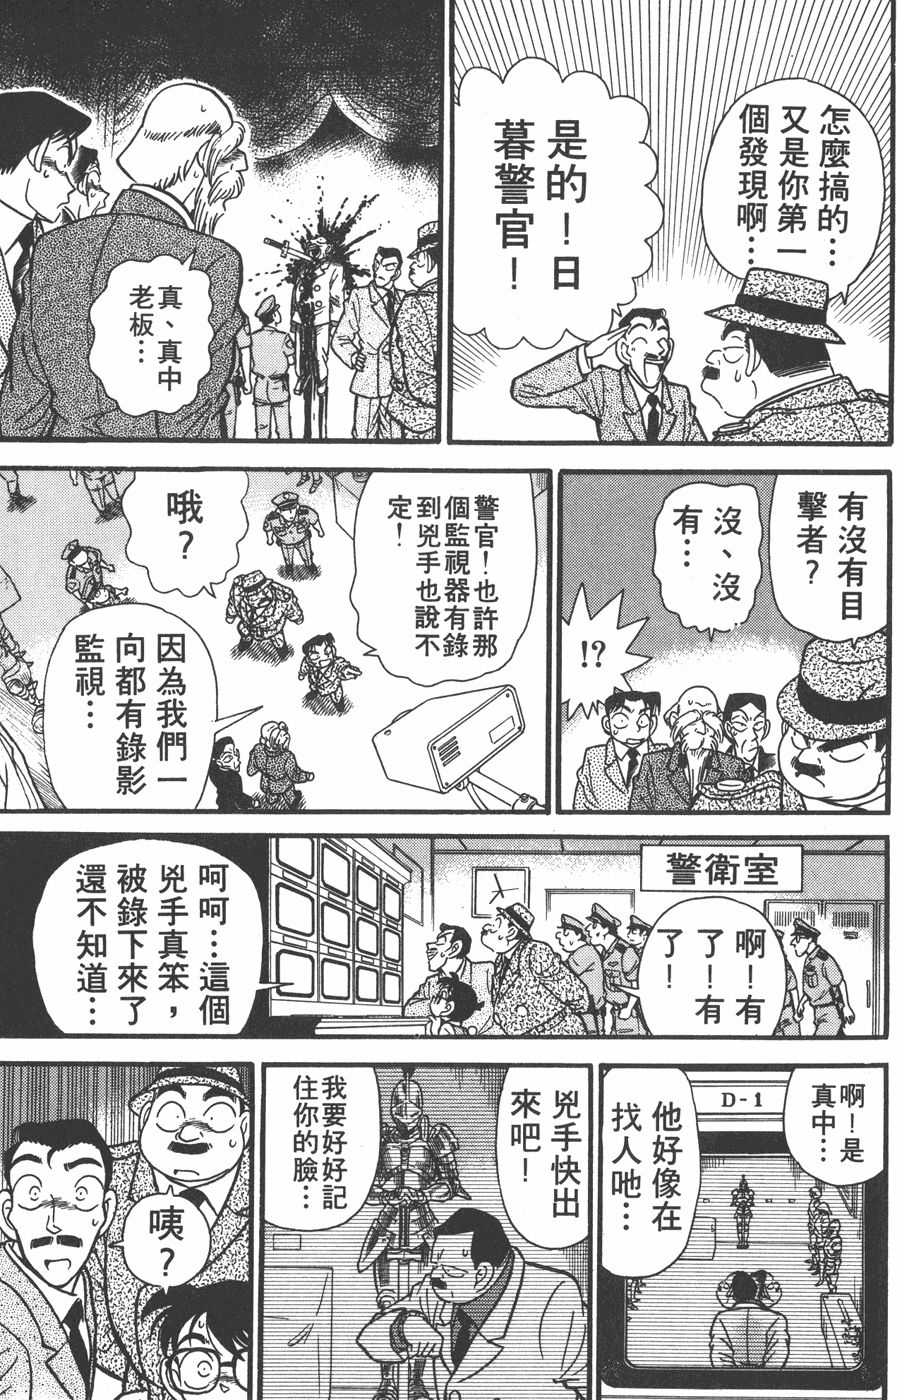 怎麼搞的…
又是你第一
個發現啊…
是的！日
暮警官！
真、真中
老板…
有沒有目
擊者？
沒、沒
有…
!?
警官！也許那
個監視器有錄
到兇手也說不
定！
哦？
因為我們一
向都有錄影
監視…
警衛室
啊！有
了！有
了！
呵呵…這個
兇手真笨，
被錄下來了
還不知道…
啊！是
真中…
D-1
他好像在
找人吔…
兇手快出
來吧！
我要好好記
住你的臉…
咦？